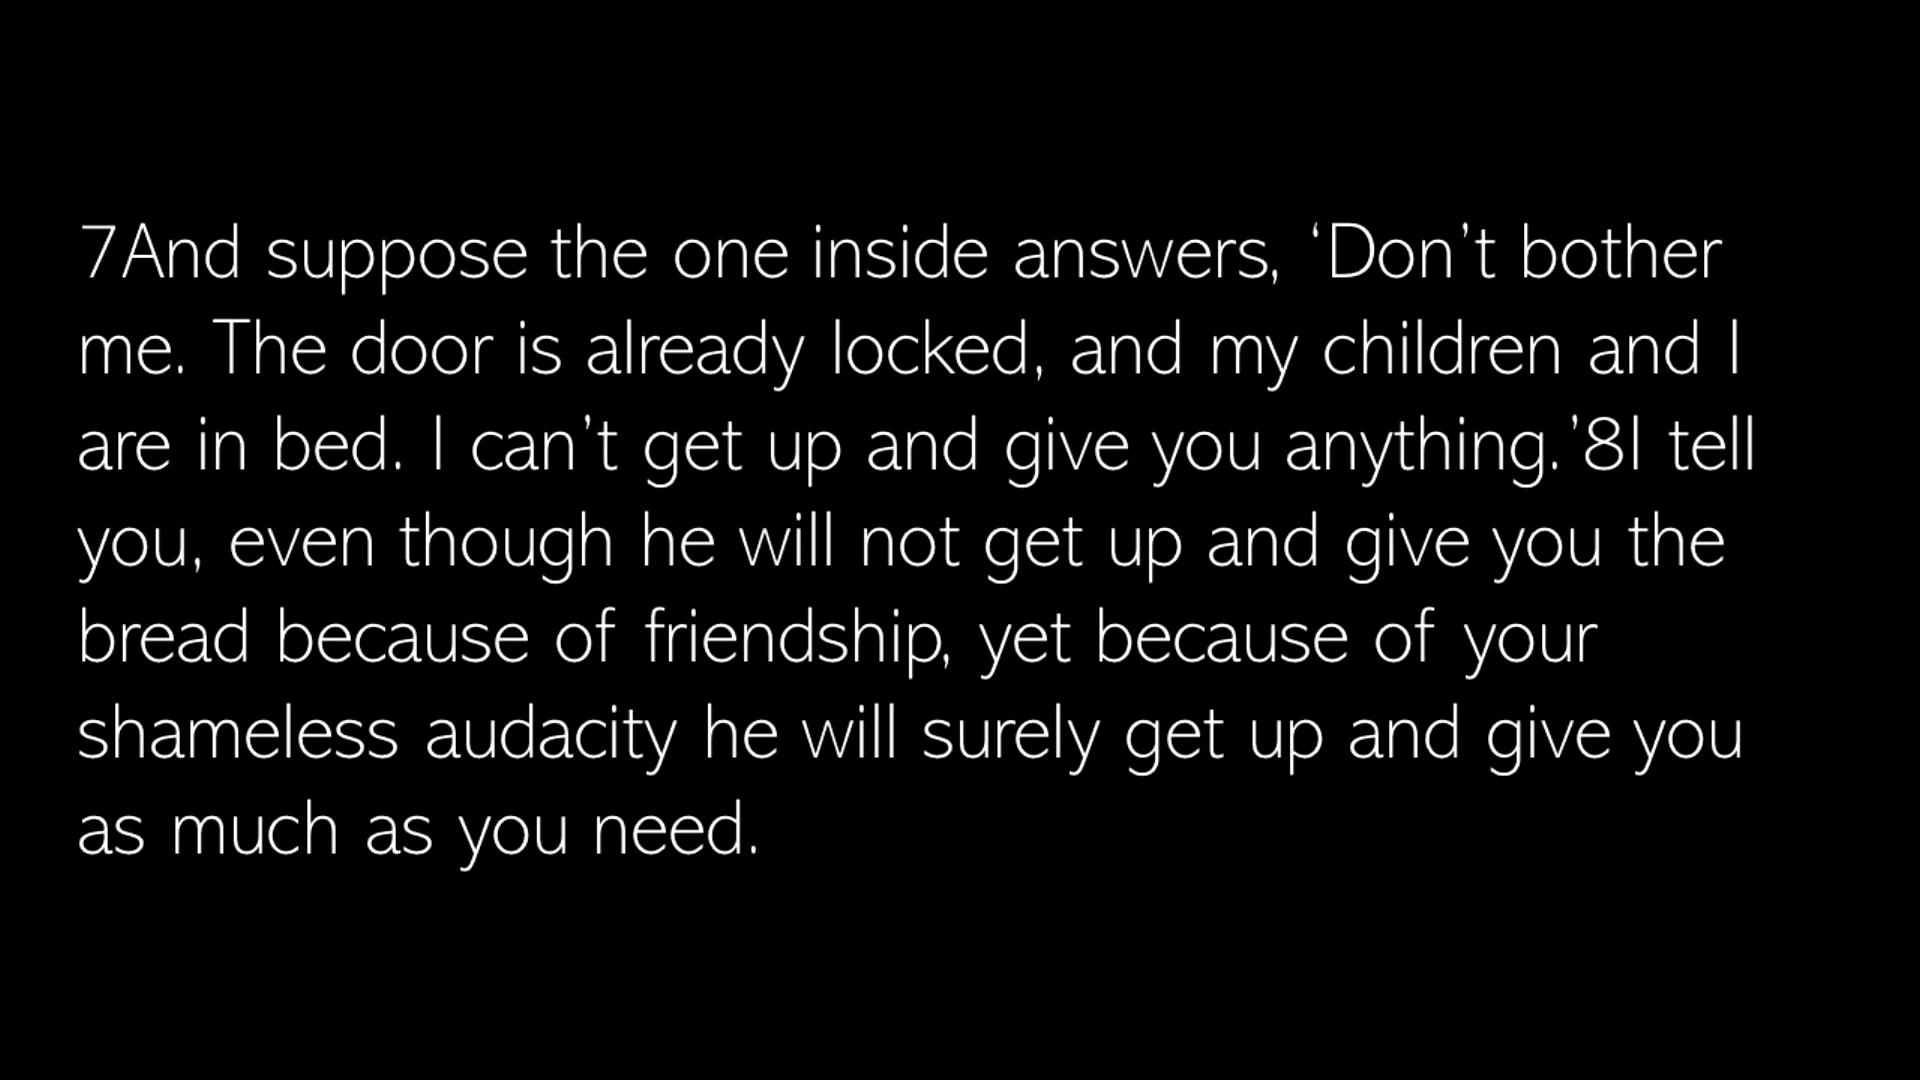 7And suppose the one inside answers, ‘Don’t bother
me. The door is already locked, and my children and I
are in bed. I can’t get up and give you anything.’8I tell
you, even though he will not get up and give you the
bread because of friendship, yet because of your
shameless audacity he will surely get up and give you
as much as you need.